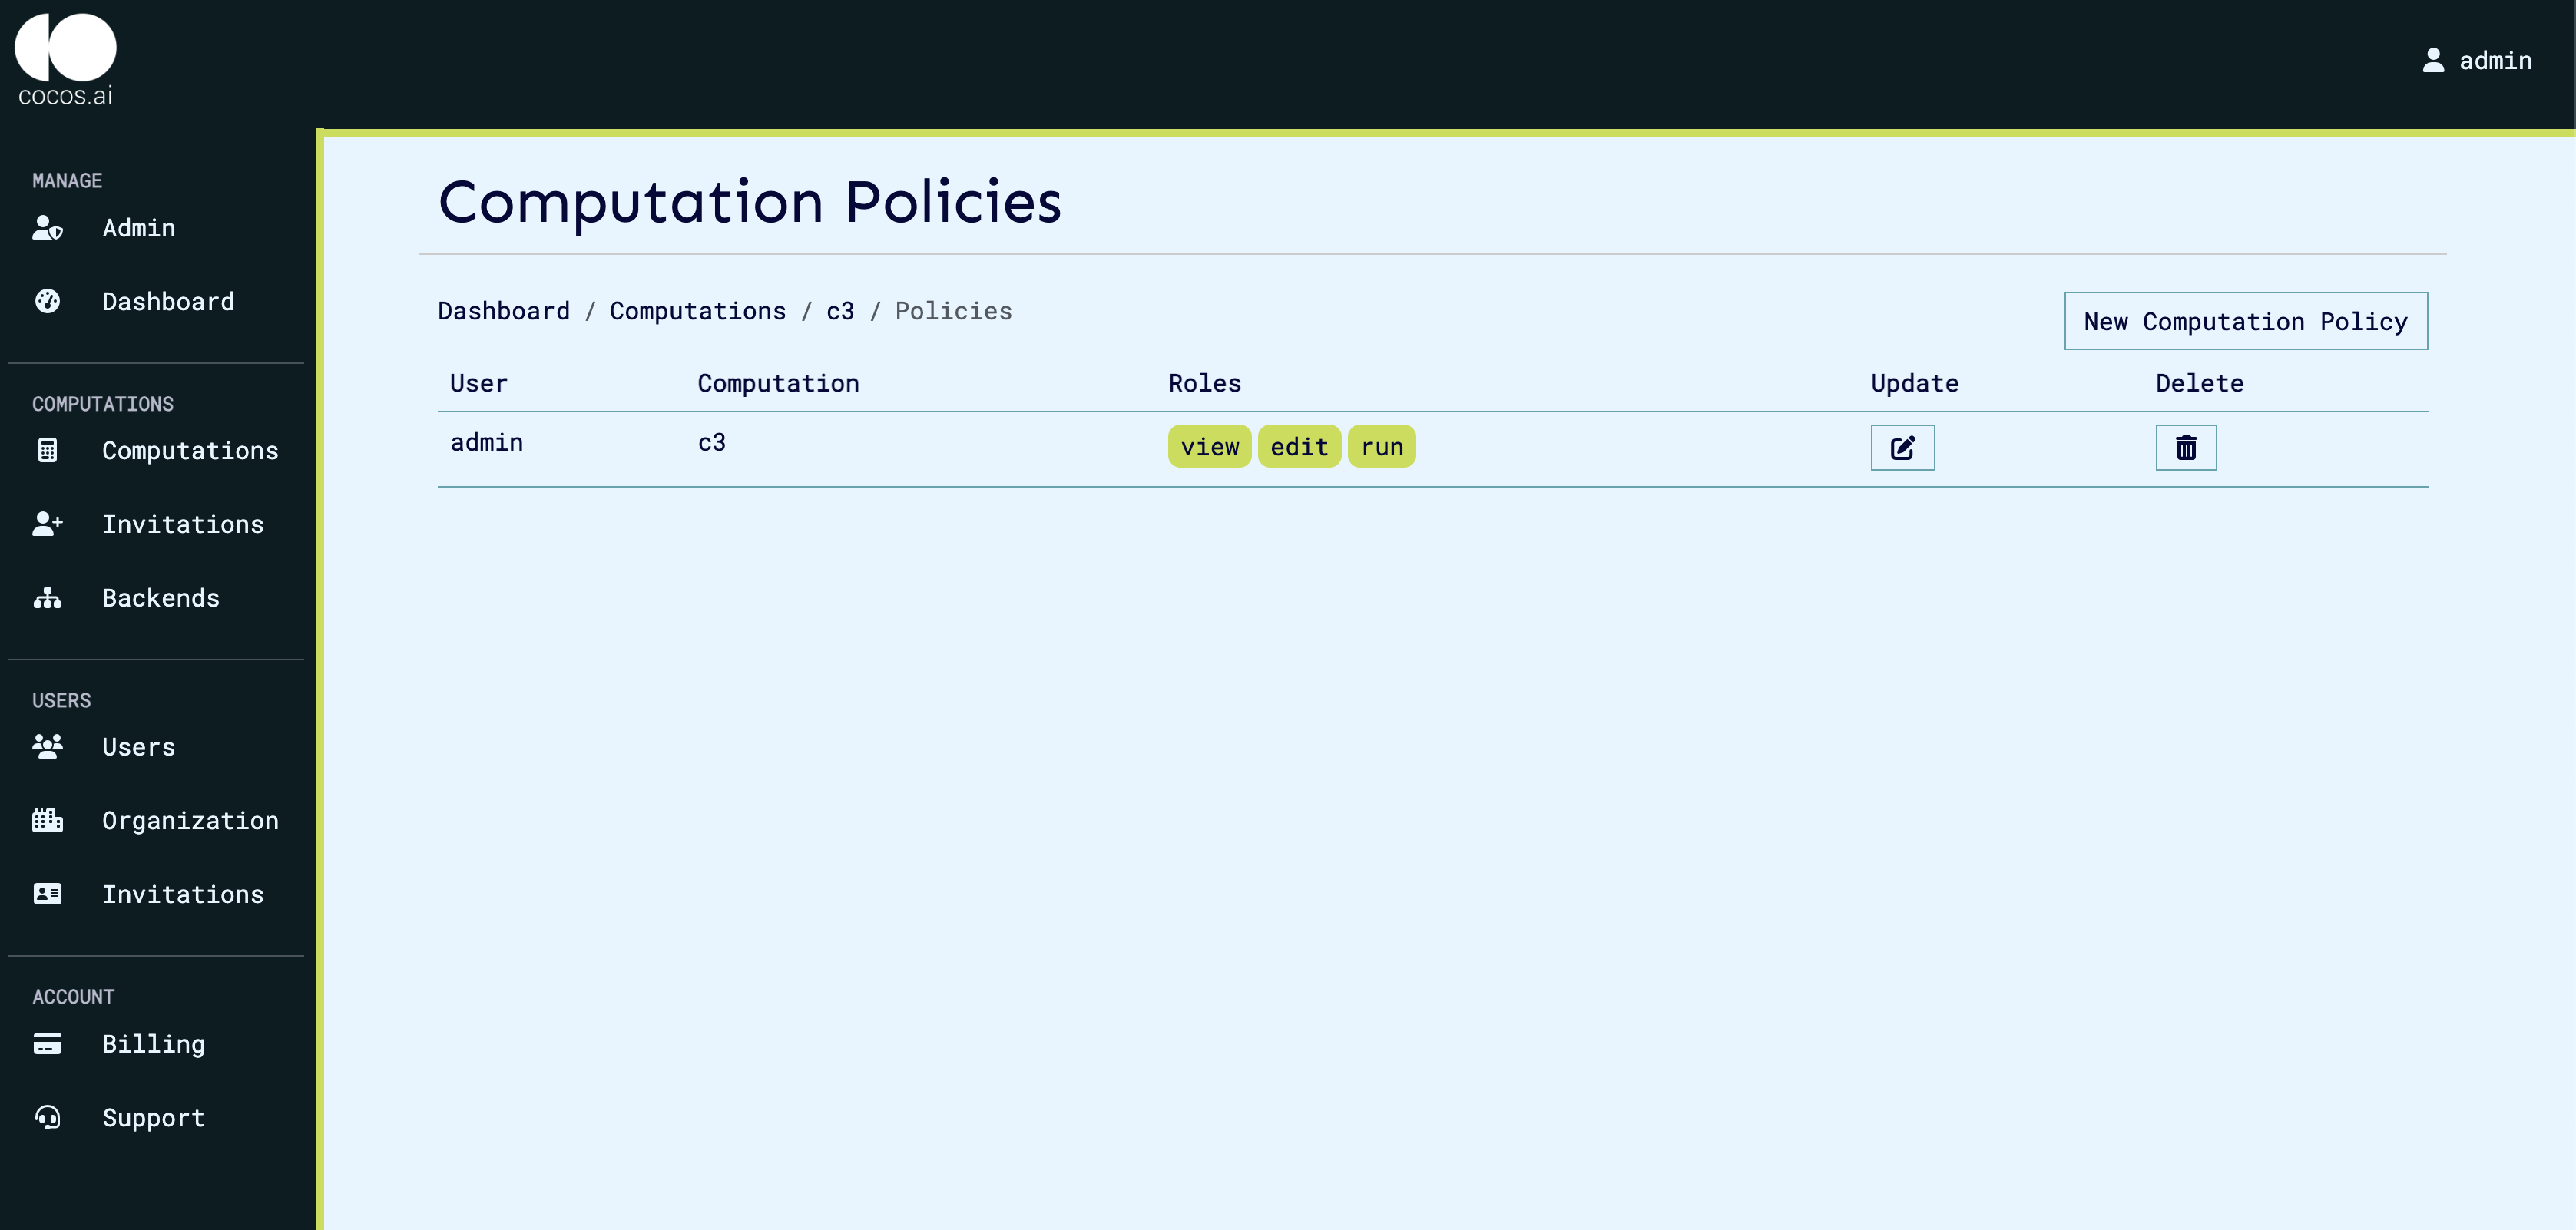 cocos.ai
admin
MANAGE
Admin
Dashboard
COMPUTATIONS
Computations
Invitations
Backends
USERS
Users
Organization
Invitations
ACCOUNT
Billing
Support
Computation Policies
Dashboard / Computations / c3 / Policies
New Computation Policy
User Computation Roles Update Delete
admin c3 view edit run